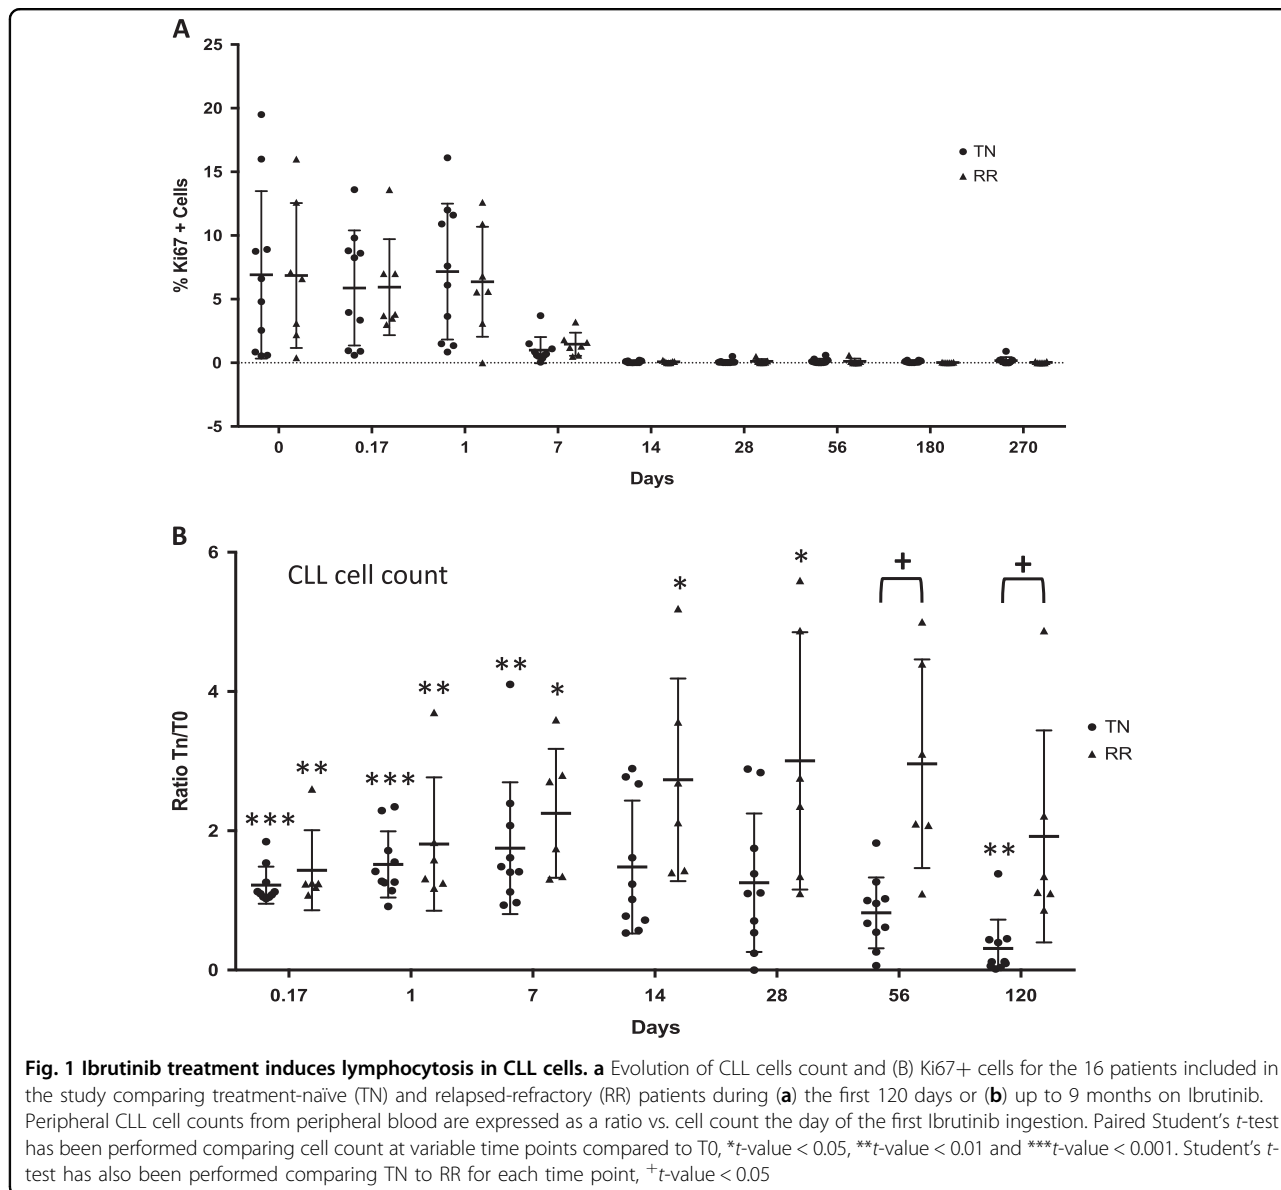 A
25
20
15
10
5
0
-5
% Ki67 + Cells
TN
RR
0 0.17 1 7 14 28 56 180 270
Days
B
6
4
2
0
Ratio Tn/T0
CLL cell count
*** ** *** ** ** * * * + + **
TN
RR
0.17 1 7 14 28 56 120
Days
Fig. 1 Ibrutinib treatment induces lymphocytosis in CLL cells. a Evolution of CLL cells count and (B) Ki67+ cells for the 16 patients included in
the study comparing treatment-naïve (TN) and relapsed-refractory (RR) patients during (a) the first 120 days or (b) up to 9 months on Ibrutinib.
Peripheral CLL cell counts from peripheral blood are expressed as a ratio vs. cell count the day of the first Ibrutinib ingestion. Paired Student's t-test
has been performed comparing cell count at variable time points compared to T0, *t-value < 0.05, **t-value < 0.01 and ***t-value < 0.001. Student's t-
test has also been performed comparing TN to RR for each time point, +t-value < 0.05